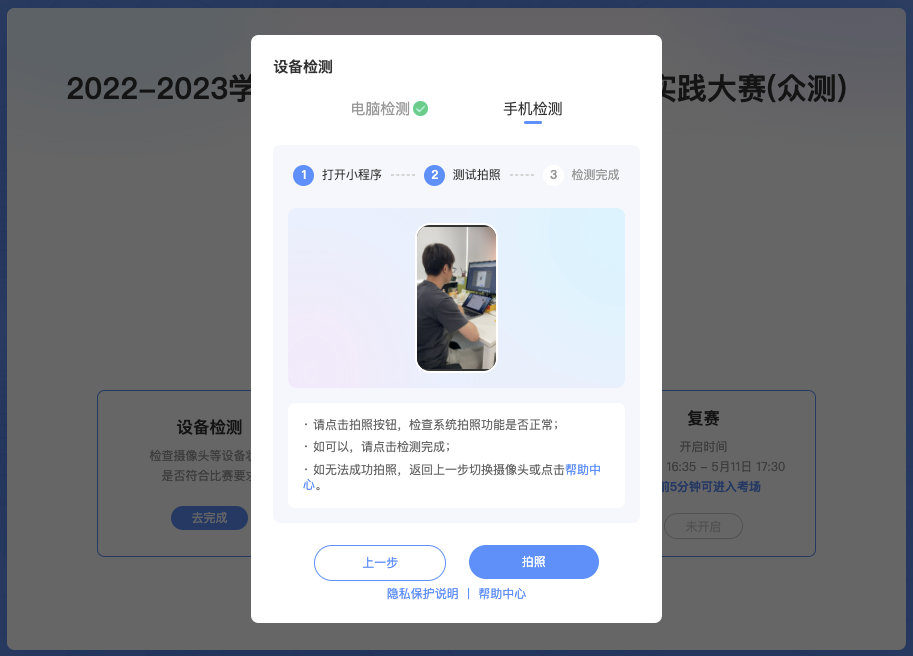 2022-2023学
实践大赛(众测)
设备检测
电脑检测
手机检测
1 打开小程序 2 测试拍照 3 检测完成
· 请点击拍照按钮，检查系统拍照功能是否正常；
· 如可以，请点击检测完成；
· 如无法成功拍照，返回上一步切换摄像头或点击帮助中
心。
上一步
拍照
隐私保护说明 | 帮助中心
设备检测
检查摄像头等设备
是否符合比赛要求
去完成
复赛
开启时间
16:35 - 5月11日 17:30
前5分钟可进入考场
未开启